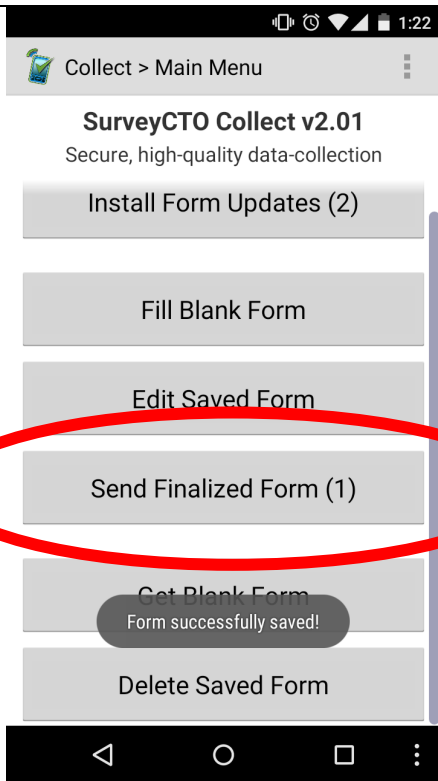 1:22
Collect > Main Menu
SurveyCTO Collect v2.01
Secure, high-quality data-collection
Install Form Updates (2)
Fill Blank Form
Edit Saved Form
Send Finalized Form (1)
Get Blank Form
Form successfully saved!
Delete Saved Form